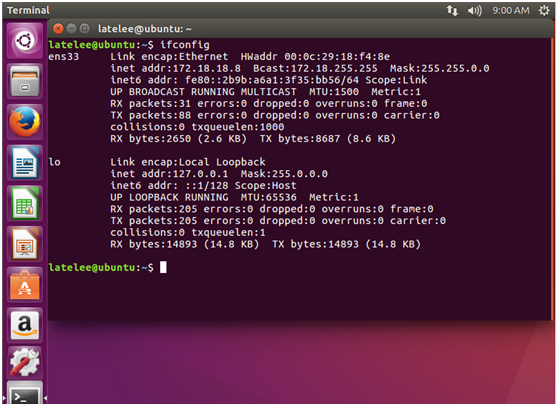 Terminal 9:00 AM
latelee@ubuntu: ~
latelee@ubuntu:~$ ifconfig
ens33 Link encap:Ethernet HWaddr 00:0c:29:18:f4:8e
inet addr:172.18.18.8 Bcast:172.18.255.255 Mask:255.255.0.0
inet6 addr: fe80::2b9b:a6a1:3f35:bb56/64 Scope:Link
UP BROADCAST RUNNING MULTICAST MTU:1500 Metric:1
RX packets:31 errors:0 dropped:0 overruns:0 frame:0
TX packets:88 errors:0 dropped:0 overruns:0 carrier:0
collisions:0 txqueuelen:1000
RX bytes:2650 (2.6 KB) TX bytes:8687 (8.6 KB)
lo Link encap:Local Loopback
inet addr:127.0.0.1 Mask:255.0.0.0
inet6 addr: ::1/128 Scope:Host
UP LOOPBACK RUNNING MTU:65536 Metric:1
RX packets:205 errors:0 dropped:0 overruns:0 frame:0
TX packets:205 errors:0 dropped:0 overruns:0 carrier:0
collisions:0 txqueuelen:1
RX bytes:14893 (14.8 KB) TX bytes:14893 (14.8 KB)
latelee@ubuntu:~$